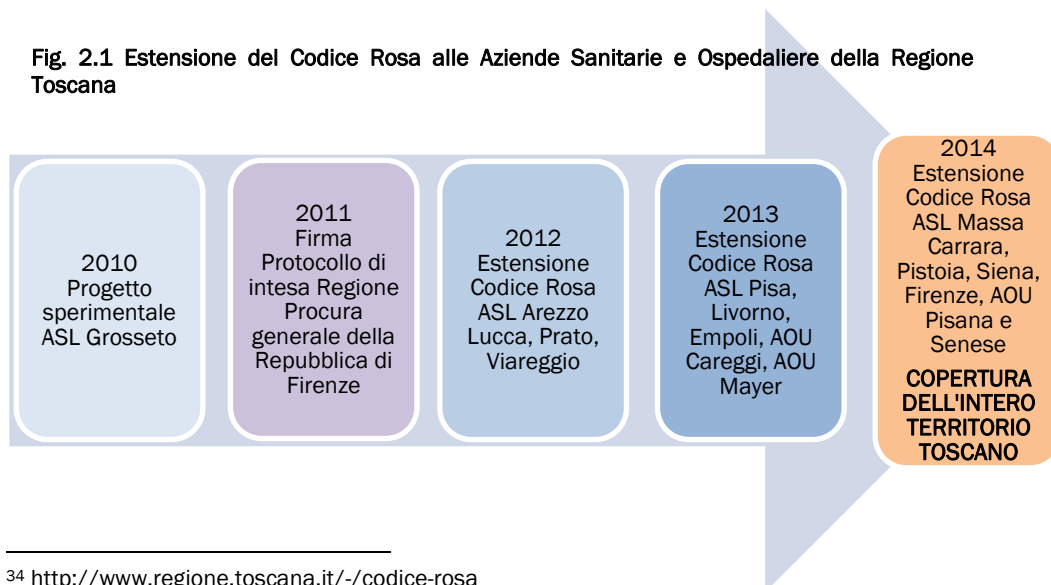 Fig. 2.1 Estensione del Codice Rosa alle Aziende Sanitarie e Ospedaliere della Regione
Toscana
2010
Progetto
sperimentale
ASL Grosseto
2011
Firma
Protocollo di
intesa Regione
Procura
generale della
Repubblica di
Firenze
2012
Estensione
Codice Rosa
ASL Arezzo
Lucca, Prato,
Viareggio
2013
Estensione
Codice Rosa
ASL Pisa,
Livorno,
Empoli, AOU
Careggi, AOU
Mayer
2014
Estensione
Codice Rosa
ASL Massa
Carrara,
Pistoia, Siena,
Firenze, AOU
Pisana e
Senese
COPERTURA
DELL'INTERO
TERRITORIO
TOSCANO
34 http://www.regione.toscana.it/-/codice-rosa